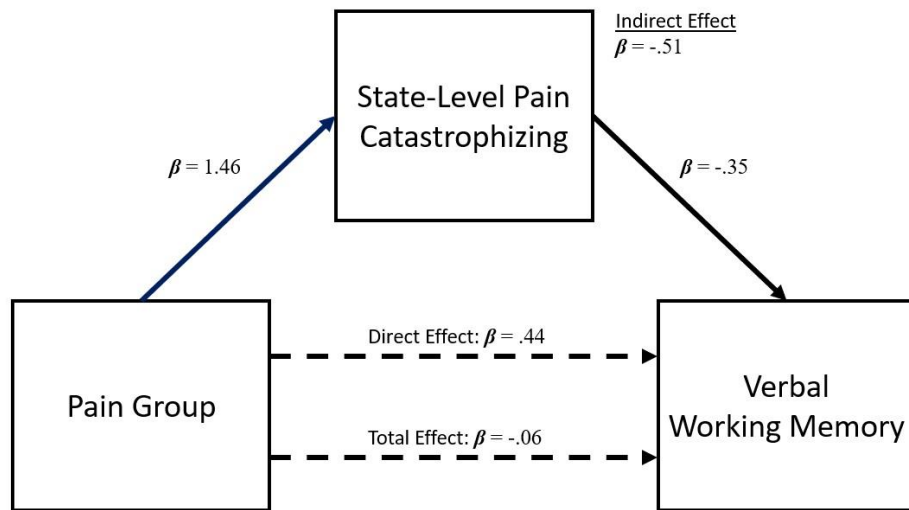 Indirect Effect
β = -.51
State-Level Pain
Catastrophizing
β = 1.46
β = -.35
Direct Effect: β = .44
Pain Group
Total Effect: β = -.06
Verbal
Working Memory